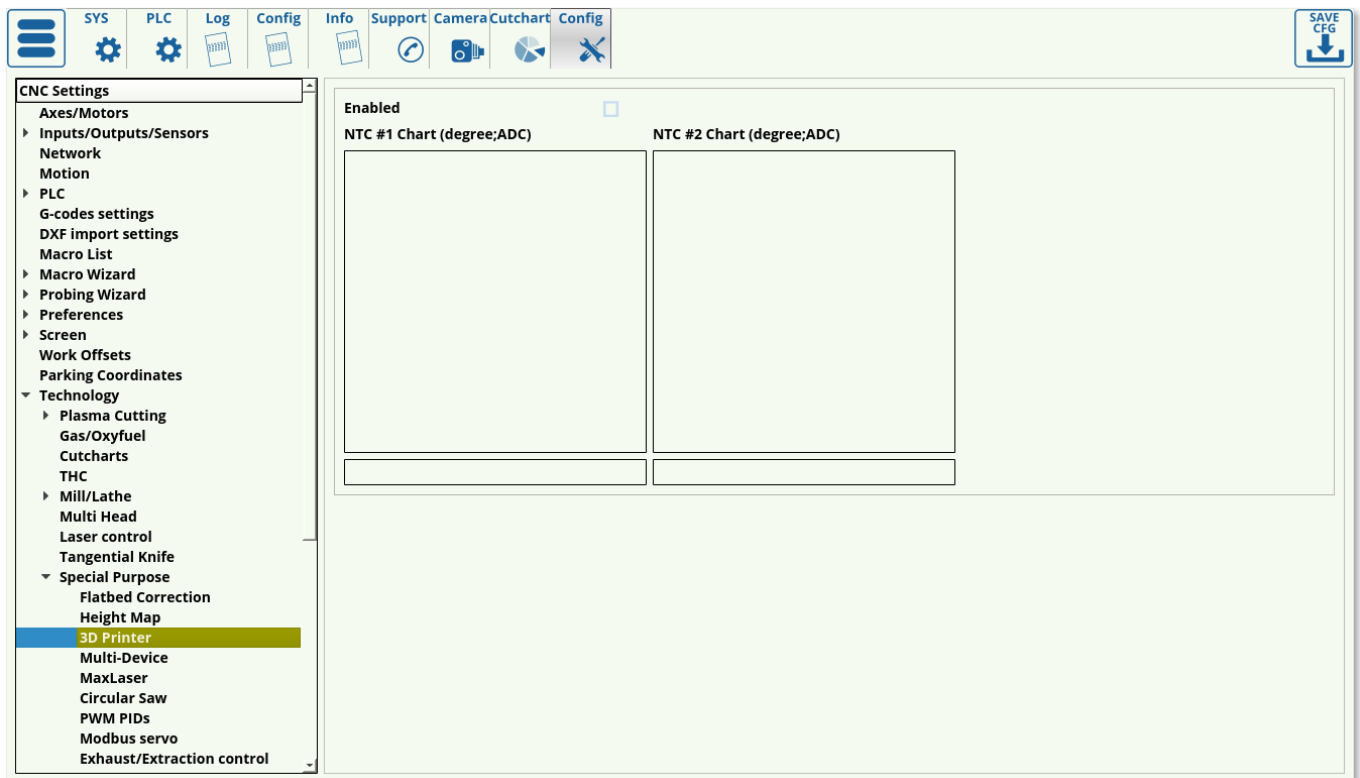 SYS PLC Log Config Info Support Camera Cutchart Config
SAVE
CFG
CNC Settings
Axes/Motors
Inputs/Outputs/Sensors
Network
Motion
PLC
G-codes settings
DXF import settings
Macro List
Macro Wizard
Probing Wizard
Preferences
Screen
Work Offsets
Parking Coordinates
Technology
Plasma Cutting
Gas/Oxyfuel
Cutcharts
THC
Mill/Lathe
Multi Head
Laser control
Tangential Knife
Special Purpose
Flatbed Correction
Height Map
3D Printer
Multi-Device
MaxLaser
Circular Saw
PWM PIDs
Modbus servo
Exhaust/Extraction control
Enabled
NTC #1 Chart (degree;ADC) NTC #2 Chart (degree;ADC)